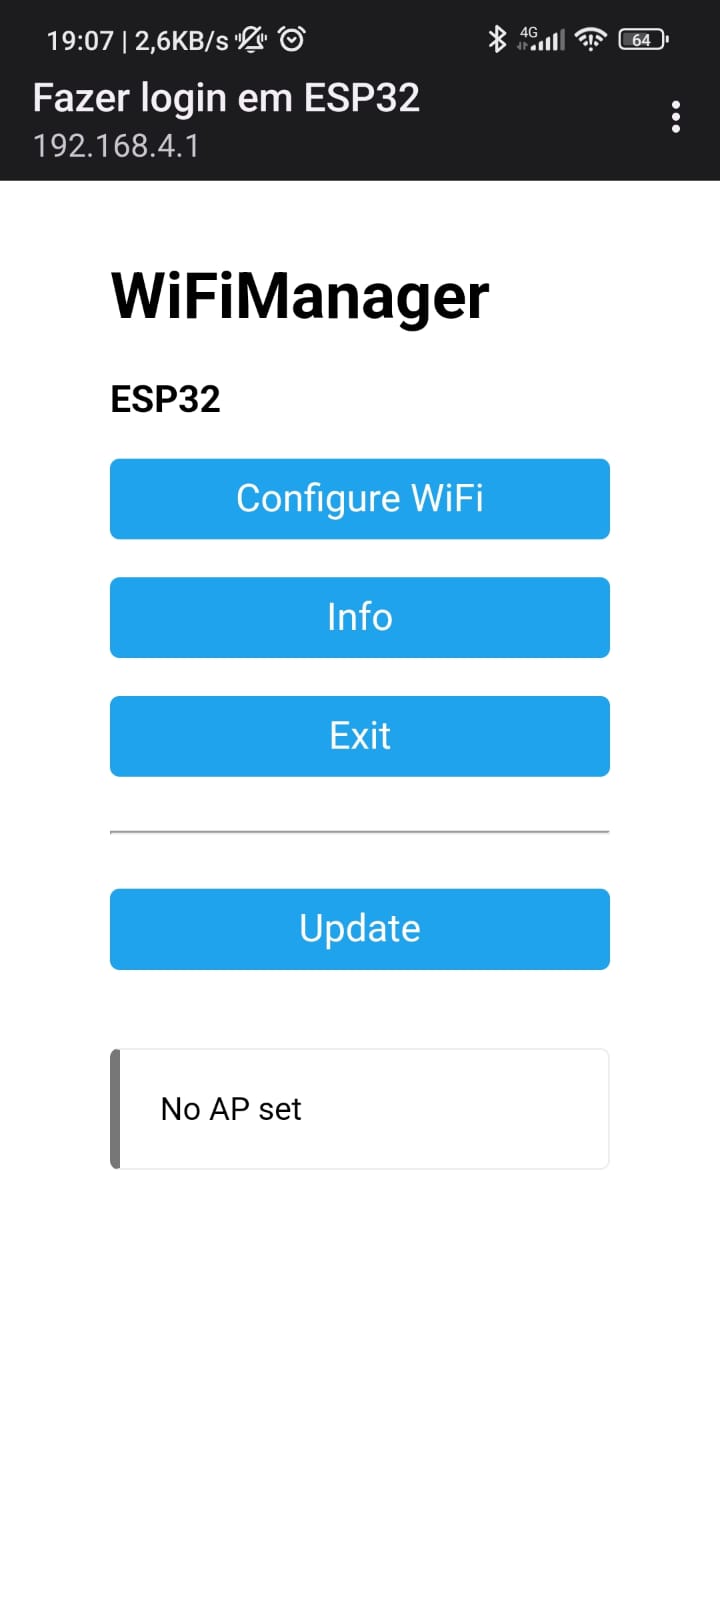 19:07 | 2,6KB/s 4G 64
Fazer login em ESP32
192.168.4.1
WiFiManager
ESP32
Configure WiFi
Info
Exit
Update
No AP set